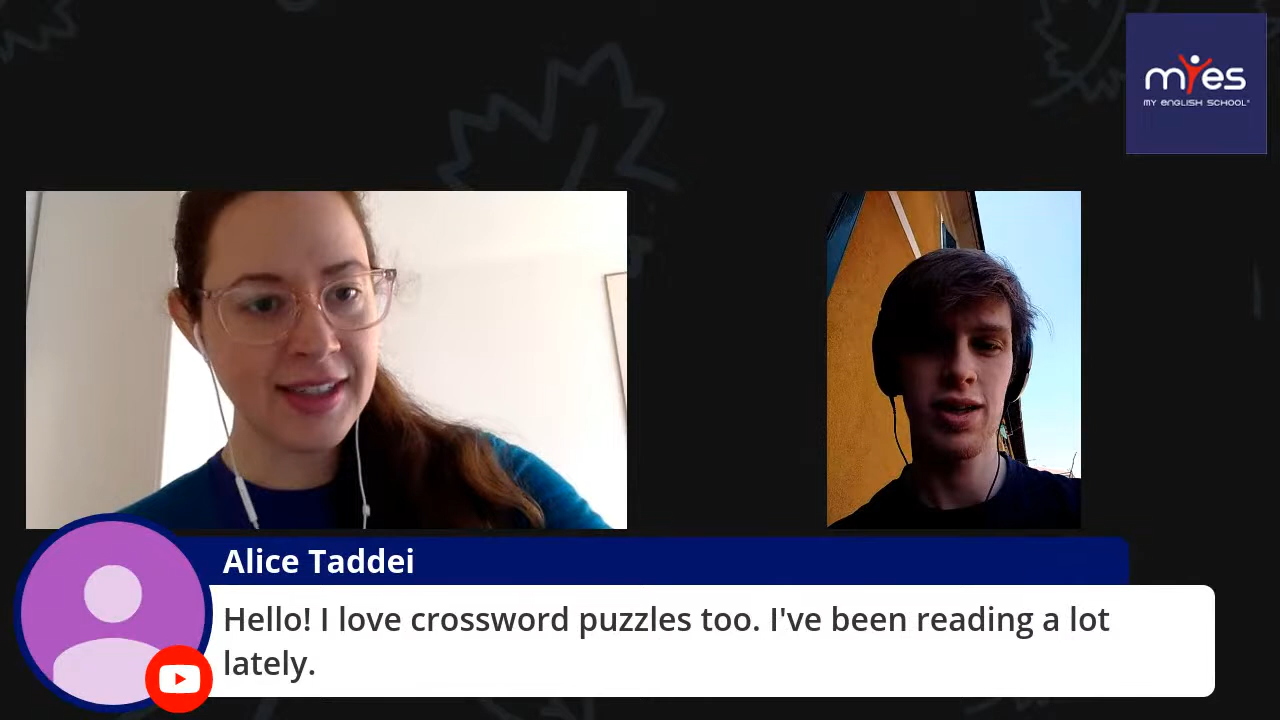 myes
MY ENGLISH SCHOOL®
Alice Taddei
Hello! I love crossword puzzles too. I've been reading a lot
lately.